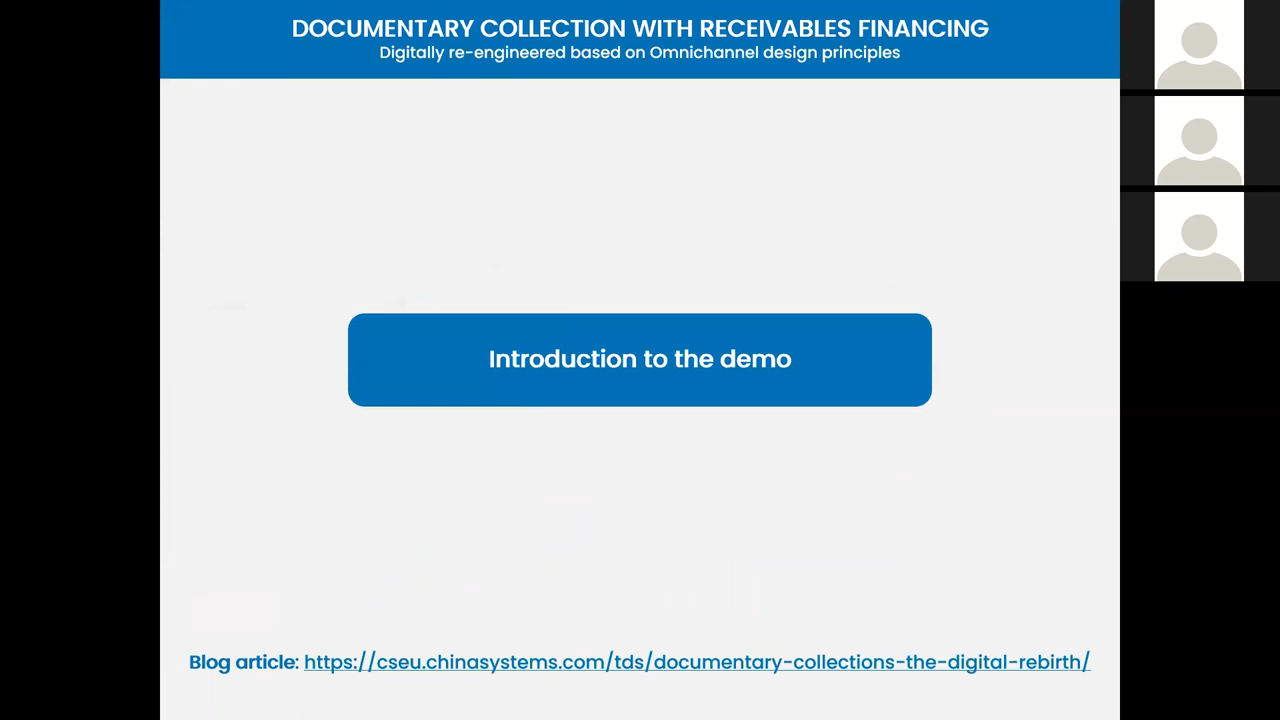 DOCUMENTARY COLLECTION WITH RECEIVABLES FINANCING
Digitally re-engineered based on Omnichannel design principles
Introduction to the demo
Blog article: https://cseu.chinasystems.com/tds/documentary-collections-the-digital-rebirth/